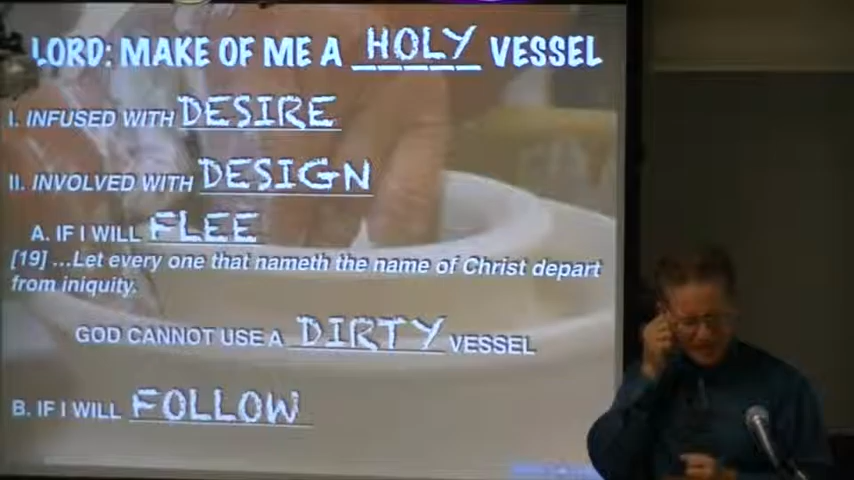 LORD: MAKE OF ME A HOLY VESSEL
I. INFUSED WITH DESIRE
II. INVOLVED WITH DESIGN
A. IF I WILL FLEE
[19] ...Let every one that nameth the name of Christ depart
from iniquity.
GOD CANNOT USE A DIRTY VESSEL
B. IF I WILL FOLLOW